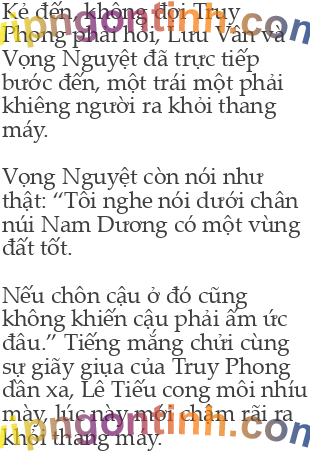 Kẻ đến, không đợi Truy
Phong phải hồi, Lưu Vân và
Vọng Nguyệt đã trực tiếp
bước đến, một trái một phải
khiêng người ra khỏi thang
máy.
Vọng Nguyệt còn nói như
thật: “Tôi nghe nói dưới chân
núi Nam Dương có một vùng
đất tốt.
Nếu chôn cậu ở đó cũng
không khiến cậu phải ấm ức
đâu.” Tiếng mắng chửi cùng
sự giãy giụa của Truy Phong
dần xa, Lê Tiếu cong môi nhíu
mày, lúc này mới chậm rãi ra
khỏi thang máy.